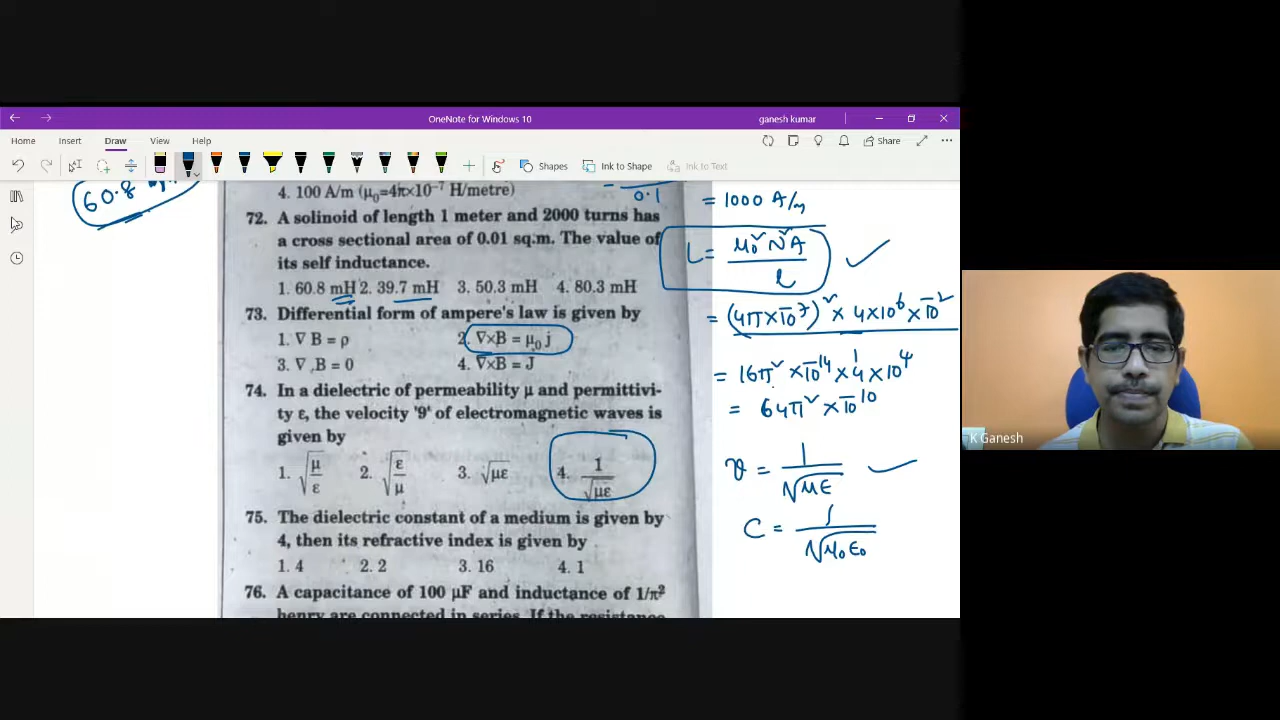 OneNote for Windows 10
ganesh kumar
Home Insert Draw View Help
Share
Shapes Ink to Shape Ink to Text
60.8
4. 100 A/m (μ₀=4π×10⁻⁷ H/metre)
0.1
= 1000 A/m
72. A solinoid of length 1 meter and 2000 turns has
a cross sectional area of 0.01 sq.m. The value of
its self inductance.
1. 60.8 mH 2. 39.7 mH 3. 50.3 mH 4. 80.3 mH
L = μ₀² N² A / l
73. Differential form of ampere's law is given by
1. ∇ B = ρ 2. ∇×B = μ₀ j
3. ∇ .B = 0 4. ∇×B = J
= (4π×10⁻⁷)² × 4×10⁶ × 10⁻²
74. In a dielectric of permeability μ and permittivi-
ty ε, the velocity '9' of electromagnetic waves is
given by
1. √(μ/ε) 2. √(ε/μ) 3. √με 4. 1/√με
= 16π² × 10⁻¹⁴ × 4 × 10⁴
= 64π² × 10⁻¹⁰
v = 1/√με
C = 1/√μ₀ε₀
75. The dielectric constant of a medium is given by
4, then its refractive index is given by
1. 4 2. 2 3. 16 4. 1
76. A capacitance of 100 μF and inductance of 1/π²
henry are connected in series. If the resistance
K Ganesh